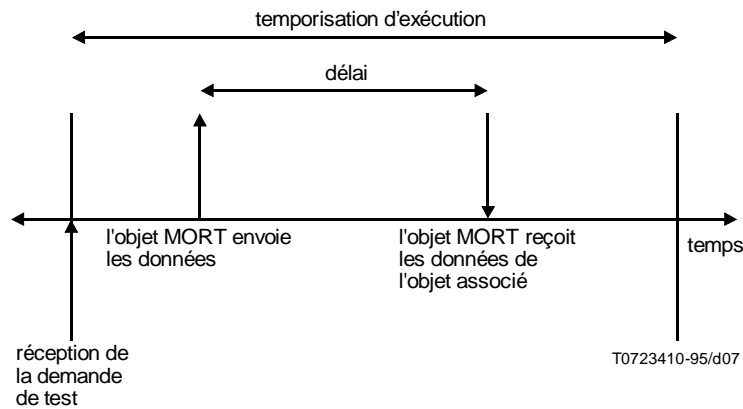 temporisation d'exécution
délai
l'objet MORT envoie
les données
l'objet MORT reçoit
les données de
l'objet associé
temps
réception de
la demande
de test
T0723410-95/d07